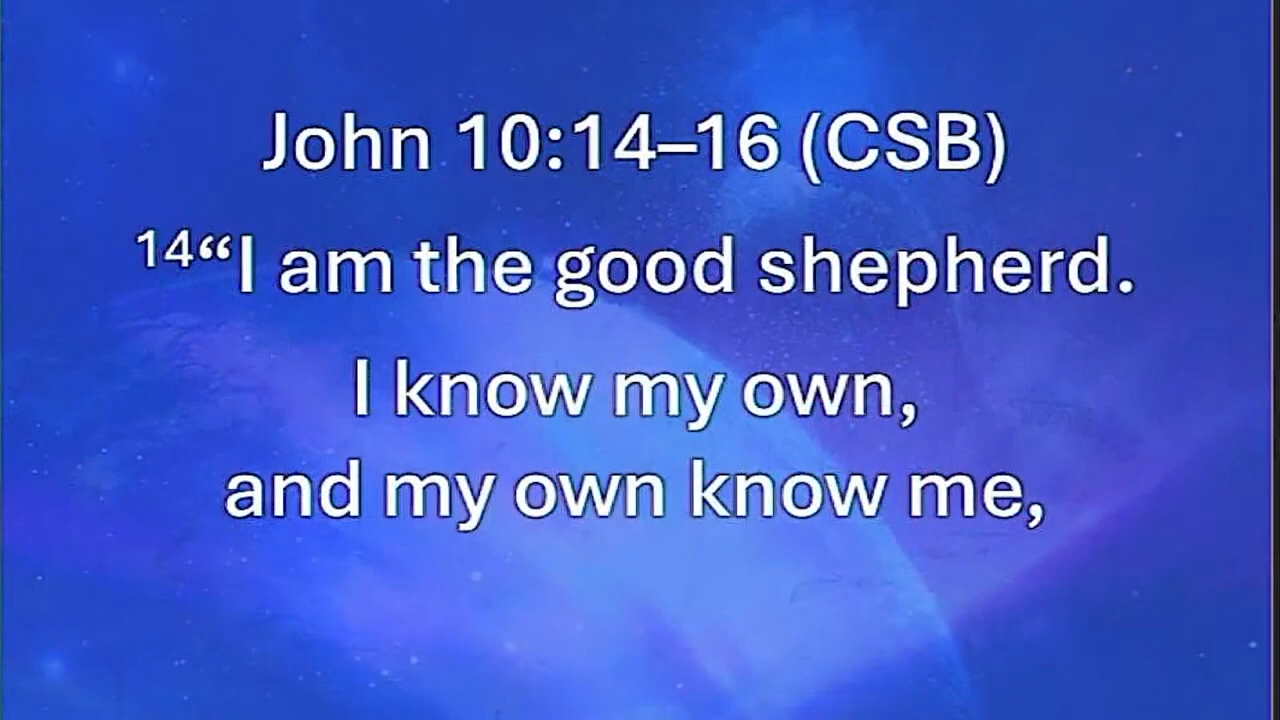 John 10:14–16 (CSB)
¹⁴“I am the good shepherd.
I know my own,
and my own know me,